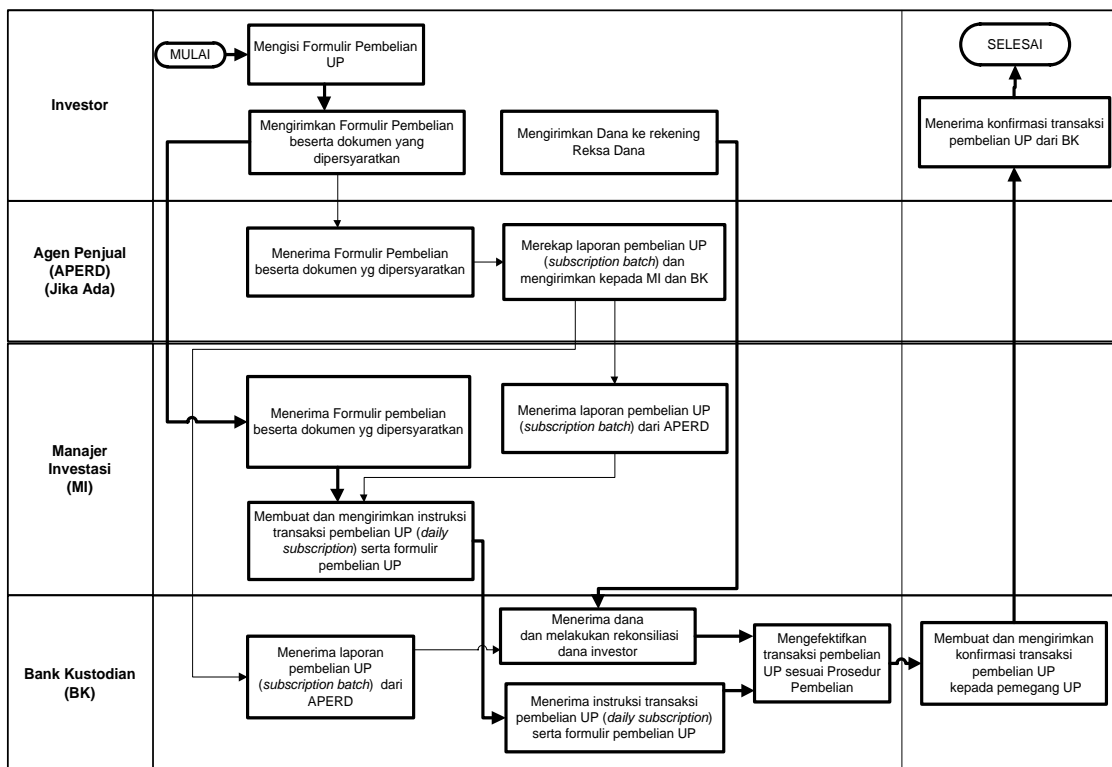 Investor
MULAI
Mengisi Formulir Pembelian
UP
SELESAI
Mengirimkan Formulir Pembelian
beserta dokumen yang
dipersyaratkan
Mengirimkan Dana ke rekening
Reksa Dana
Menerima konfirmasi transaksi
pembelian UP dari BK
Agen Penjual
(APERD)
(Jika Ada)
Menerima Formulir Pembelian
beserta dokumen yg dipersyaratkan
Merekap laporan pembelian UP
(subscription batch) dan
mengirimkan kepada MI dan BK
Manajer
Investasi
(MI)
Menerima Formulir pembelian
beserta dokumen yg dipersyaratkan
Menerima laporan pembelian UP
(subscription batch) dari APERD
Membuat dan mengirimkan instruksi
transaksi pembelian UP (daily
subscription) serta formulir
pembelian UP
Bank Kustodian
(BK)
Menerima laporan
pembelian UP
(subscription batch) dari
APERD
Menerima dana
dan melakukan rekonsiliasi
dana investor
Menerima instruksi transaksi
pembelian UP (daily subscription)
serta formulir pembelian UP
Mengefektifkan
transaksi pembelian
UP sesuai Prosedur
Pembelian
Membuat dan mengirimkan
konfirmasi transaksi
pembelian UP
kepada pemegang UP